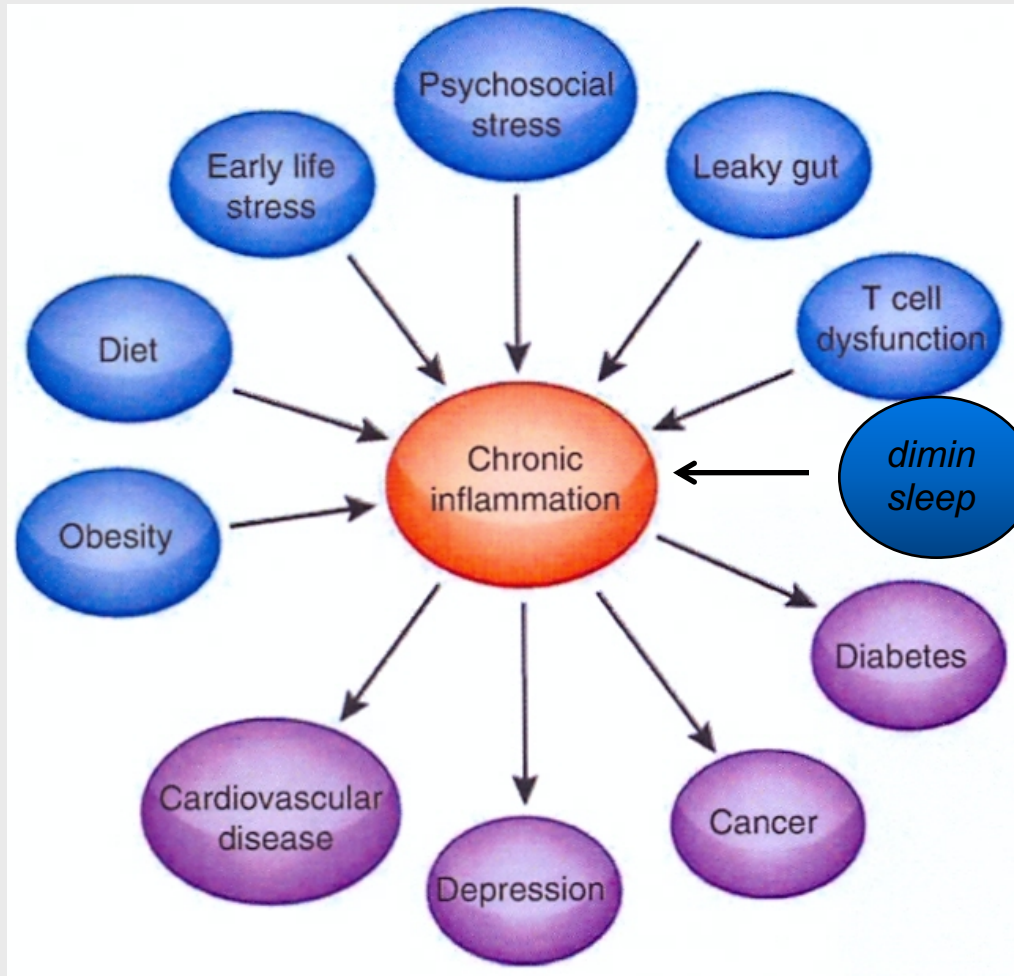 Psychosocial
stress
Early life
stress
Leaky gut
T cell
dysfunction
Diet
dimin
sleep
Chronic
inflammation
Obesity
Diabetes
Cardiovascular
disease
Cancer
Depression